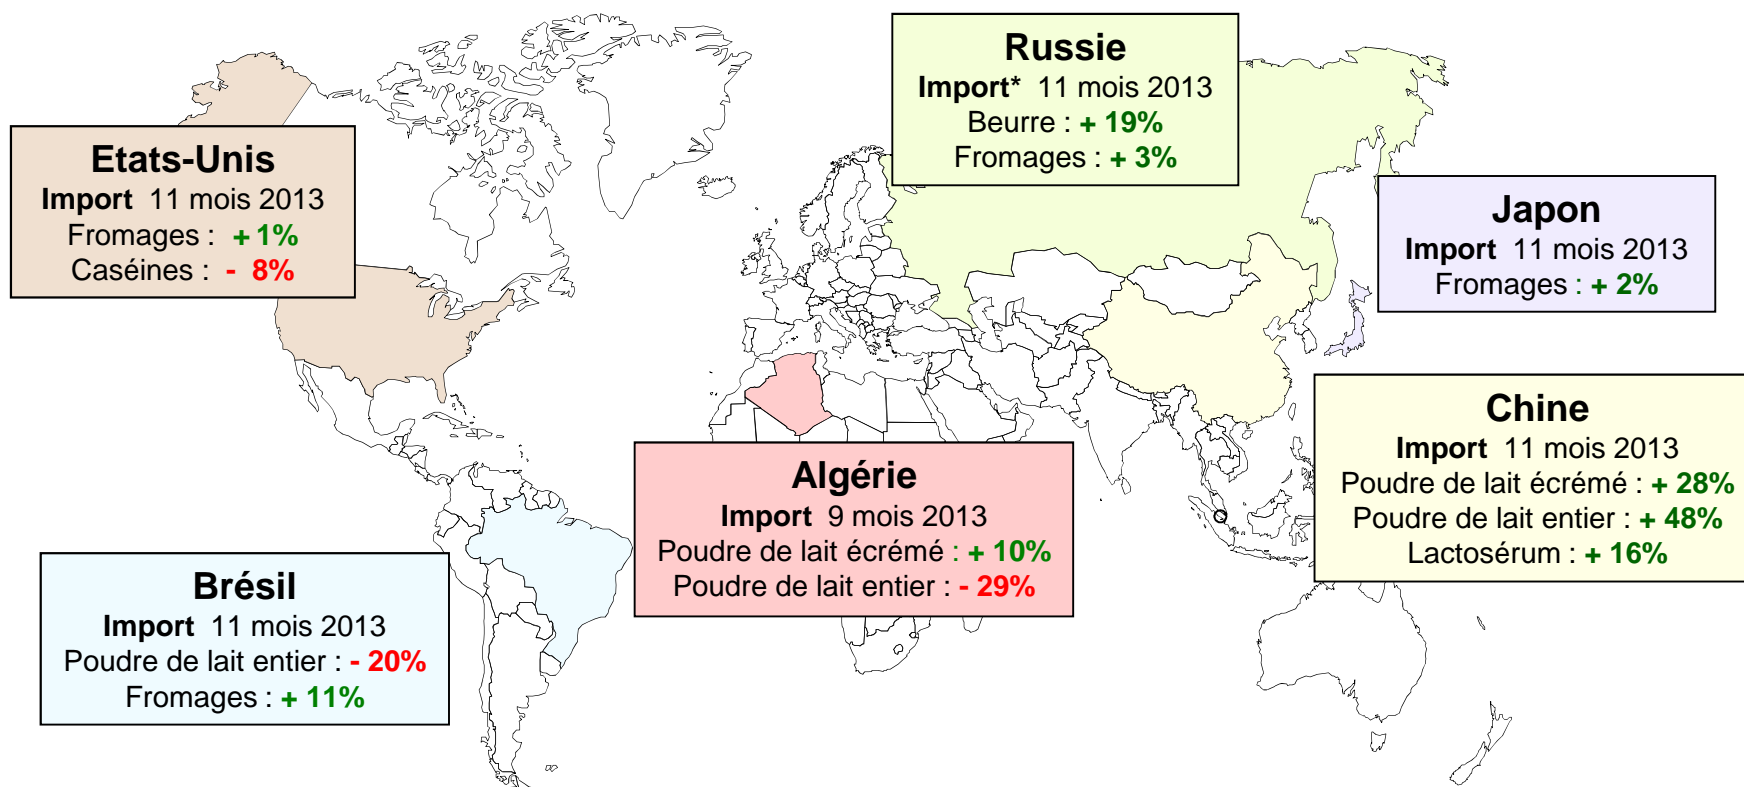 Russie
Import* 11 mois 2013
Beurre : + 19%
Fromages : + 3%
Etats-Unis
Import 11 mois 2013
Fromages : + 1%
Caséines : - 8%
Japon
Import 11 mois 2013
Fromages : + 2%
Chine
Import 11 mois 2013
Poudre de lait écrémé : + 28%
Poudre de lait entier : + 48%
Lactosérum : + 16%
Algérie
Import 9 mois 2013
Poudre de lait écrémé : + 10%
Poudre de lait entier : - 29%
Brésil
Import 11 mois 2013
Poudre de lait entier : - 20%
Fromages : + 11%